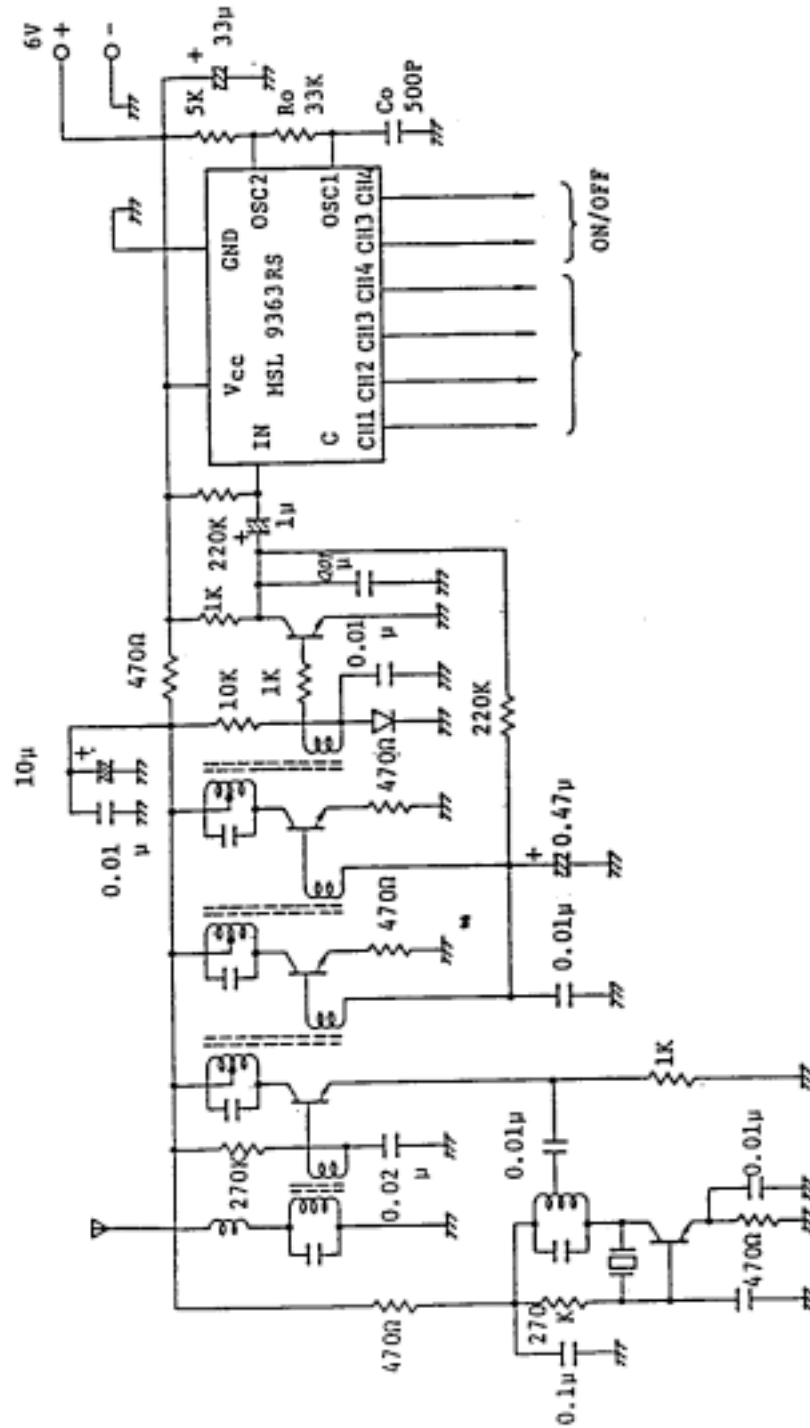 6V
+
-
+
33μ
5K
Ro
33K
Co
500P
OSC2
OSC1
GND
Vcc
MSL 9363RS
IN
C
CH1
CH2
CH3
CH4
CH3
CH4
ON/OFF
220K
+
1μ
1K
μ
470Ω
10K
1K
0.01
μ
10μ
+
0.01
μ
470Ω
220K
+
0.47μ
470Ω
0.01μ
270K
0.02
μ
0.01μ
1K
470Ω
270
K
0.1μ
0.01μ
470Ω